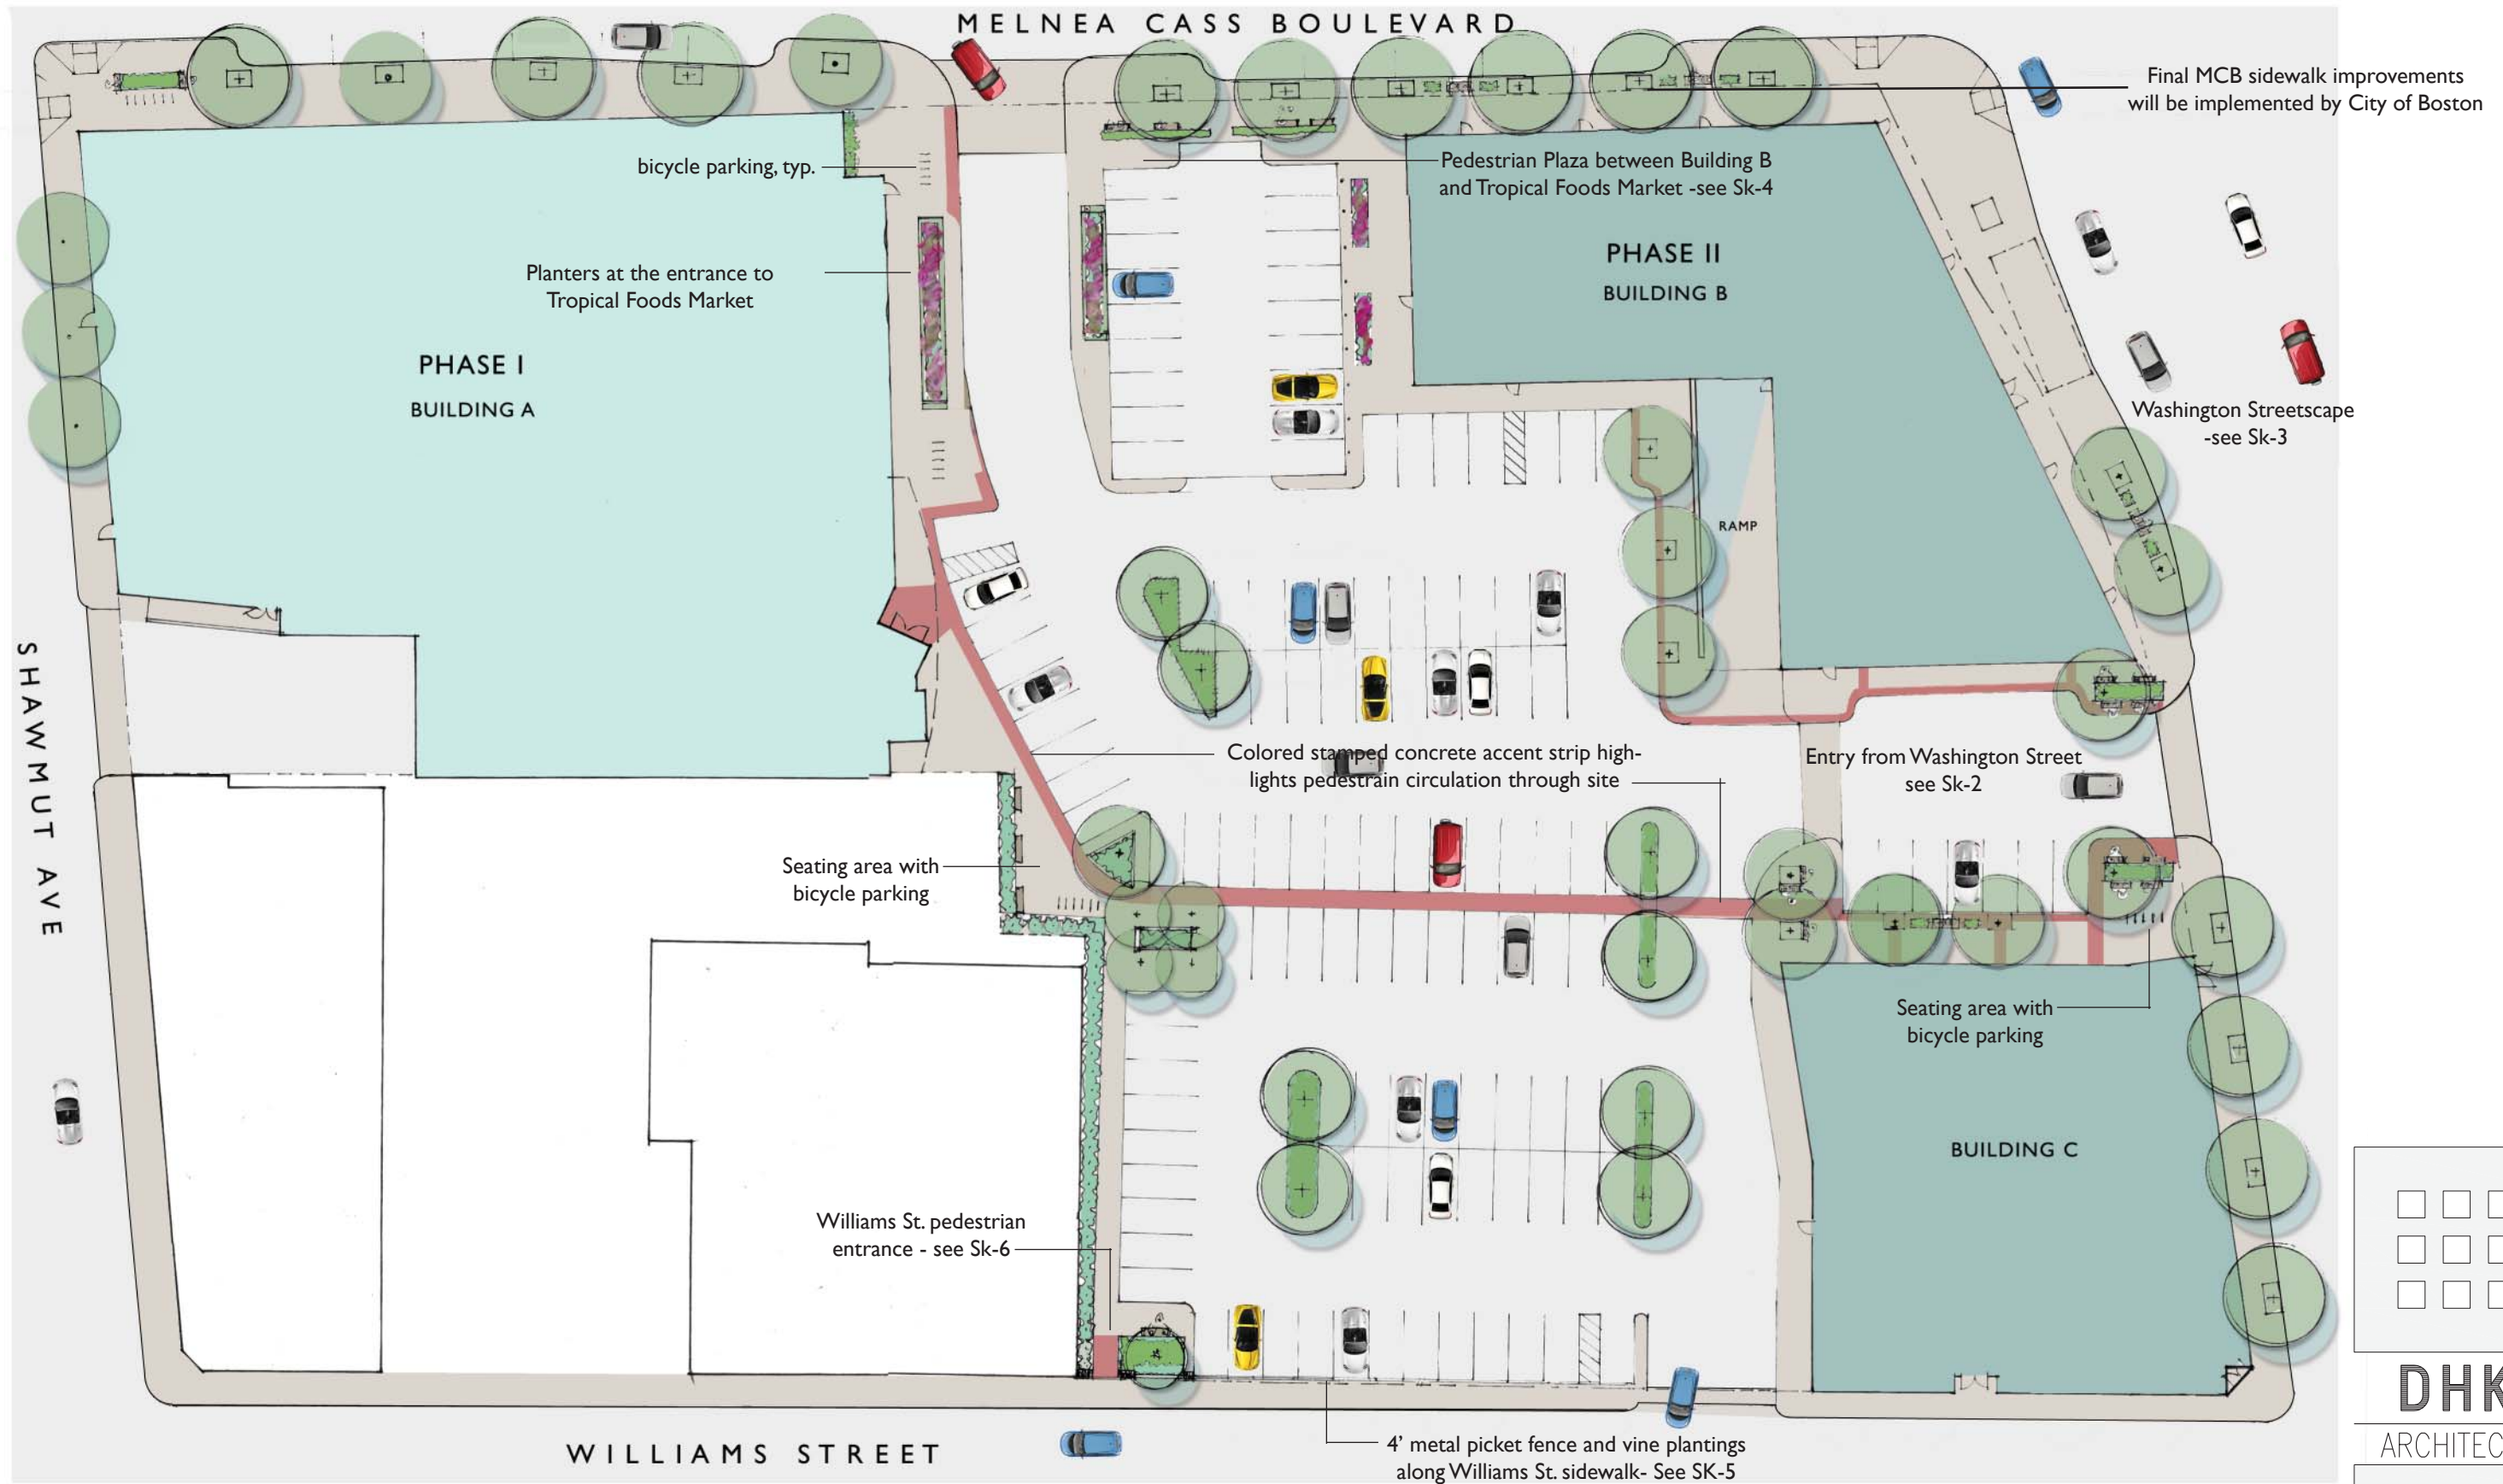 MELNEA CASS BOULEVARD
Final MCB sidewalk improvements
will be implemented by City of Boston
bicycle parking, typ.
Pedestrian Plaza between Building B
and Tropical Foods Market -see Sk-4
Planters at the entrance to
Tropical Foods Market
PHASE II
BUILDING B
PHASE I
BUILDING A
Washington Streetscape
-see Sk-3
RAMP
SHAWMUT AVE
Colored stamped concrete accent strip high-
lights pedestrain circulation through site
Entry from Washington Street
see Sk-2
Seating area with
bicycle parking
Seating area with
bicycle parking
BUILDING C
Williams St. pedestrian
entrance - see Sk-6
WILLIAMS STREET
4' metal picket fence and vine plantings
along Williams St. sidewalk- See SK-5
DHK
ARCHITEC